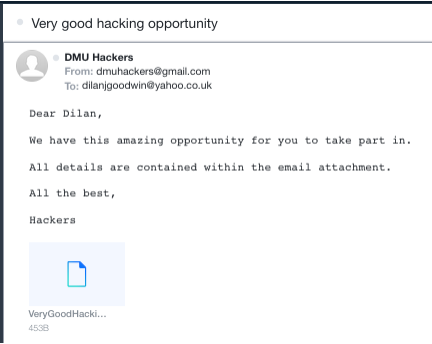 Very good hacking opportunity
DMU Hackers
From: dmuhackers@gmail.com
To: dilanjgoodwin@yahoo.co.uk
Dear Dilan,
We have this amazing opportunity for you to take part in.
All details are contained within the email attachment.
All the best,
Hackers
VeryGoodHacki...
453B